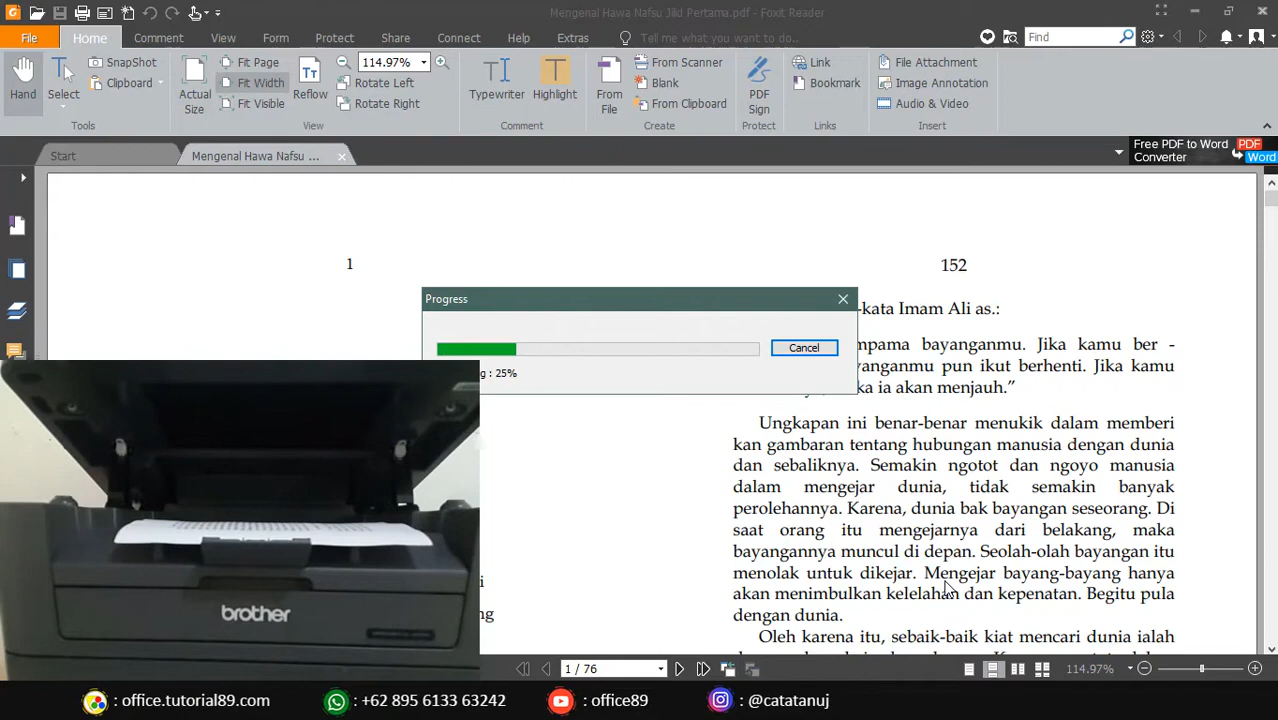 Mengenal Hawa Nafsu Jilid Pertama.pdf - Foxit Reader
File
Home
Comment
View
Form
Protect
Share
Connect
Help
Extras
Tell me what you want to do...
Find
Hand
Select
SnapShot
Clipboard
Tools
Actual
Size
Fit Page
Fit Width
Fit Visible
Reflow
114.97%
Rotate Left
Rotate Right
View
Typewriter
Highlight
Comment
From
File
From Scanner
Blank
From Clipboard
Create
PDF
Sign
Protect
Link
Bookmark
Links
File Attachment
Image Annotation
Audio & Video
Insert
Start
Mengenal Hawa Nafsu ...
Free PDF to Word
Converter
PDF
Word
1
152
Progress
Cancel
g : 25%
-kata Imam Ali as.:
mpama bayanganmu. Jika kamu ber -
yanganmu pun ikut berhenti. Jika kamu
ka ia akan menjauh.”
Ungkapan ini benar-benar menukik dalam memberi
kan gambaran tentang hubungan manusia dengan dunia
dan sebaliknya. Semakin ngotot dan ngoyo manusia
dalam mengejar dunia, tidak semakin banyak
perolehannya. Karena, dunia bak bayangan seseorang. Di
saat orang itu mengejarnya dari belakang, maka
bayangannya muncul di depan. Seolah-olah bayangan itu
menolak untuk dikejar. Mengejar bayang-bayang hanya
akan menimbulkan kelelahan dan kepenatan. Begitu pula
dengan dunia.
Oleh karena itu, sebaik-baik kiat mencari dunia ialah
i
ng
brother
1 / 76
114.97%
: office.tutorial89.com
: +62 895 6133 63242
: office89
: @catatanuj